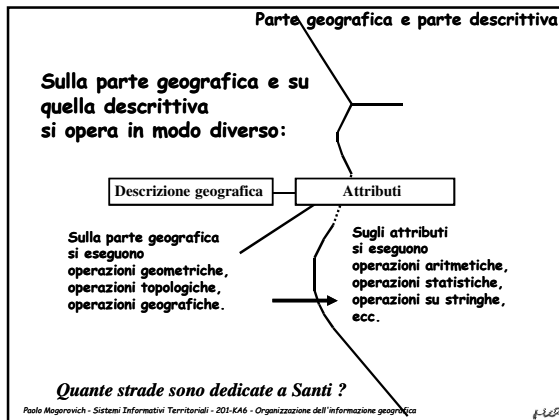 Parte geografica e parte descrittiva
Sulla parte geografica e su
quella descrittiva
si opera in modo diverso:
Descrizione geografica
Attributi
Sulla parte geografica
si eseguono
operazioni geometriche,
operazioni topologiche,
operazioni geografiche.
Sugli attributi
si eseguono
operazioni aritmetiche,
operazioni statistiche,
operazioni su stringhe,
ecc.
Quante strade sono dedicate a Santi ?
Paolo Mogorovich - Sistemi Informativi Territoriali - 201-KA6 - Organizzazione dell'informazione geografica